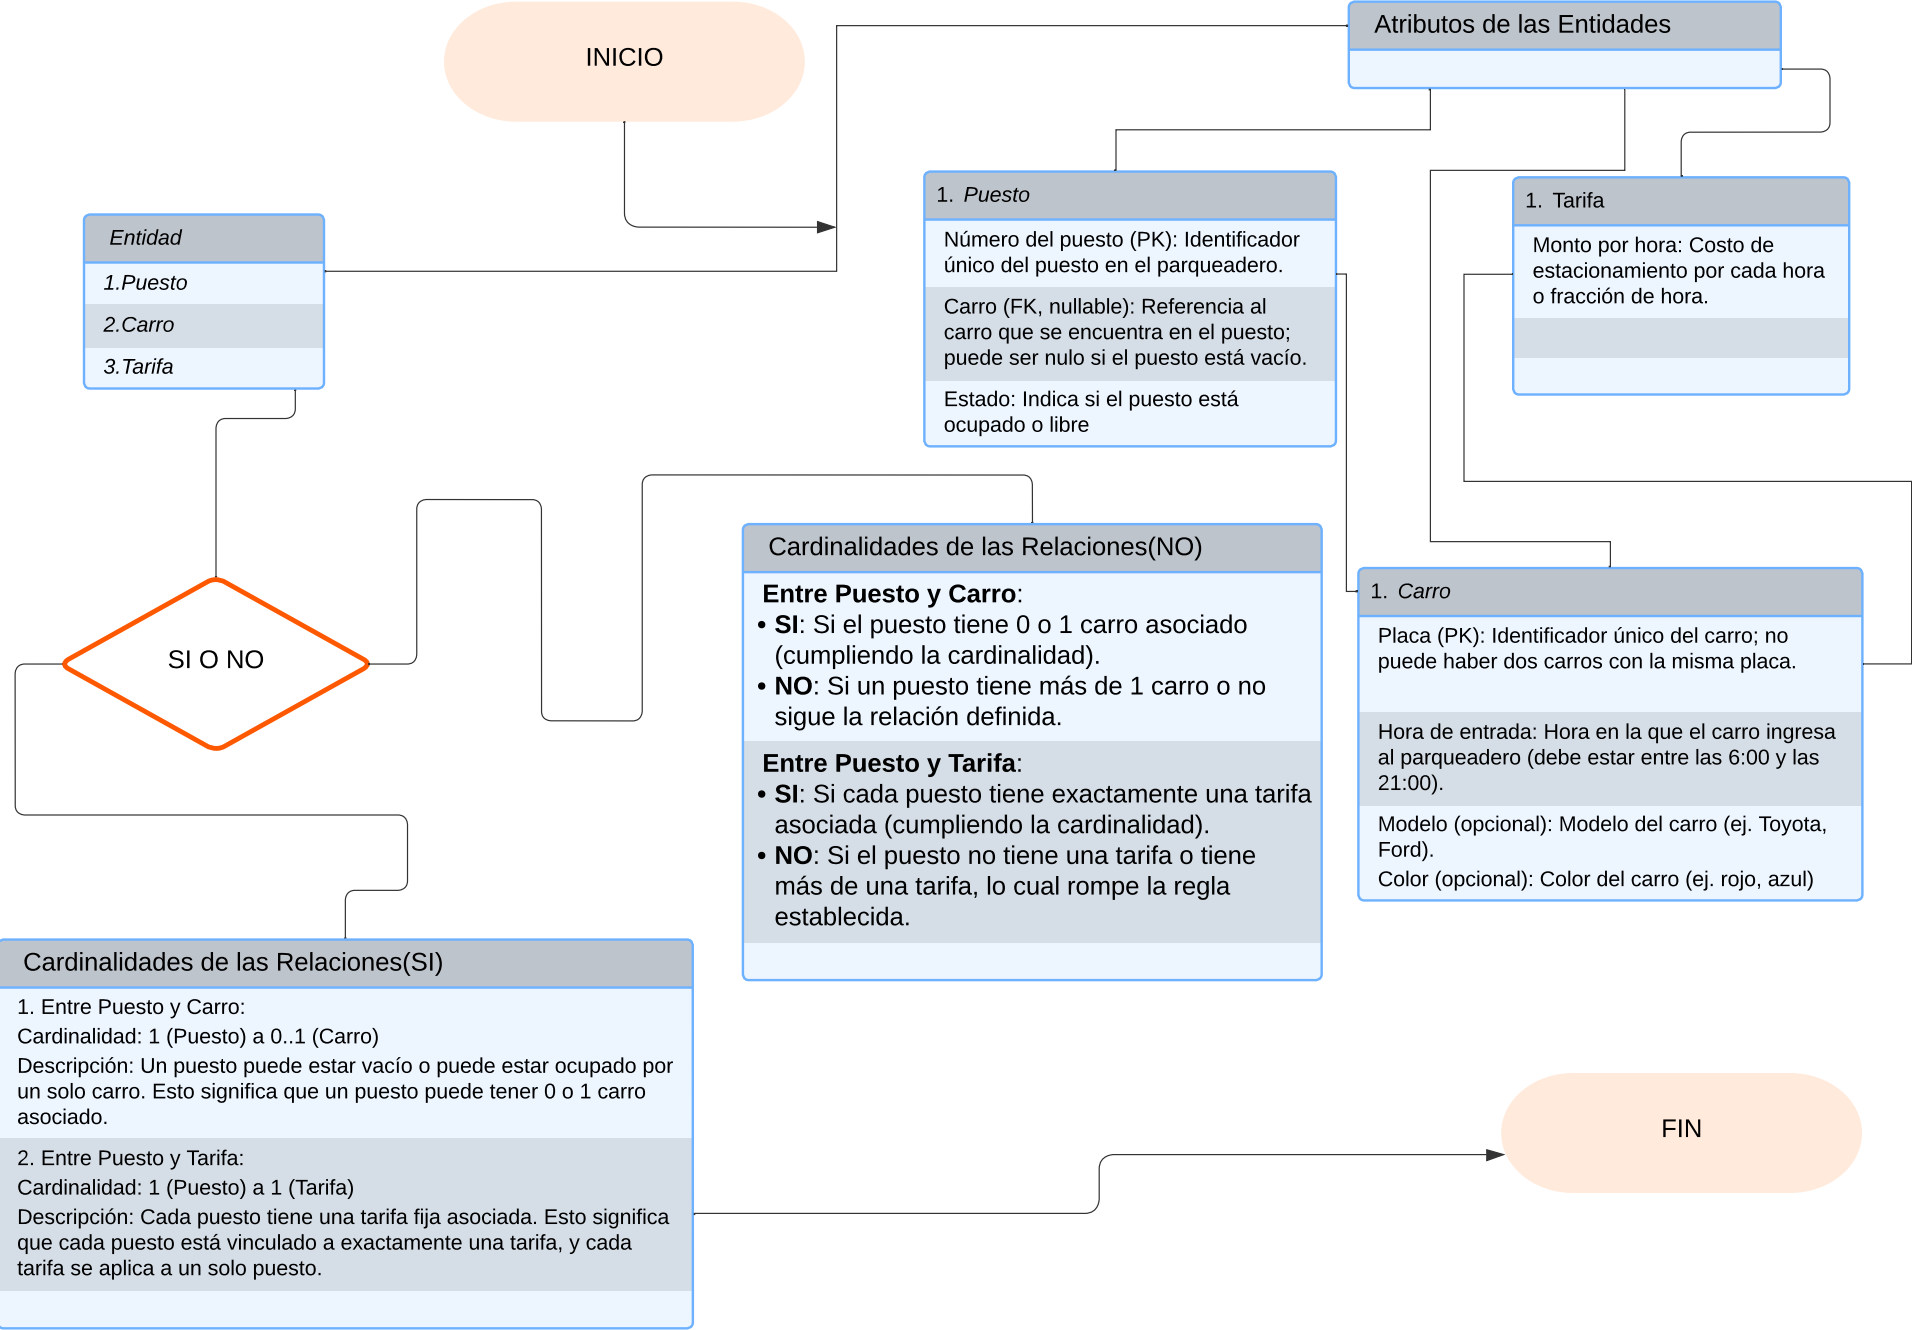 INICIO
Atributos de las Entidades
Entidad
1.Puesto
2.Carro
3.Tarifa
1. Puesto
Número del puesto (PK): Identificador
único del puesto en el parqueadero.
Carro (FK, nullable): Referencia al
carro que se encuentra en el puesto;
puede ser nulo si el puesto está vacío.
Estado: Indica si el puesto está
ocupado o libre
1. Tarifa
Monto por hora: Costo de
estacionamiento por cada hora
o fracción de hora.
SI O NO
Cardinalidades de las Relaciones(NO)
Entre Puesto y Carro:
• SI: Si el puesto tiene 0 o 1 carro asociado
(cumpliendo la cardinalidad).
• NO: Si un puesto tiene más de 1 carro o no
sigue la relación definida.
Entre Puesto y Tarifa:
• SI: Si cada puesto tiene exactamente una tarifa
asociada (cumpliendo la cardinalidad).
• NO: Si el puesto no tiene una tarifa o tiene
más de una tarifa, lo cual rompe la regla
establecida.
1. Carro
Placa (PK): Identificador único del carro; no
puede haber dos carros con la misma placa.
Hora de entrada: Hora en la que el carro ingresa
al parqueadero (debe estar entre las 6:00 y las
21:00).
Modelo (opcional): Modelo del carro (ej. Toyota,
Ford).
Color (opcional): Color del carro (ej. rojo, azul)
Cardinalidades de las Relaciones(SI)
1. Entre Puesto y Carro:
Cardinalidad: 1 (Puesto) a 0..1 (Carro)
Descripción: Un puesto puede estar vacío o puede estar ocupado por
un solo carro. Esto significa que un puesto puede tener 0 o 1 carro
asociado.
2. Entre Puesto y Tarifa:
Cardinalidad: 1 (Puesto) a 1 (Tarifa)
Descripción: Cada puesto tiene una tarifa fija asociada. Esto significa
que cada puesto está vinculado a exactamente una tarifa, y cada
tarifa se aplica a un solo puesto.
FIN